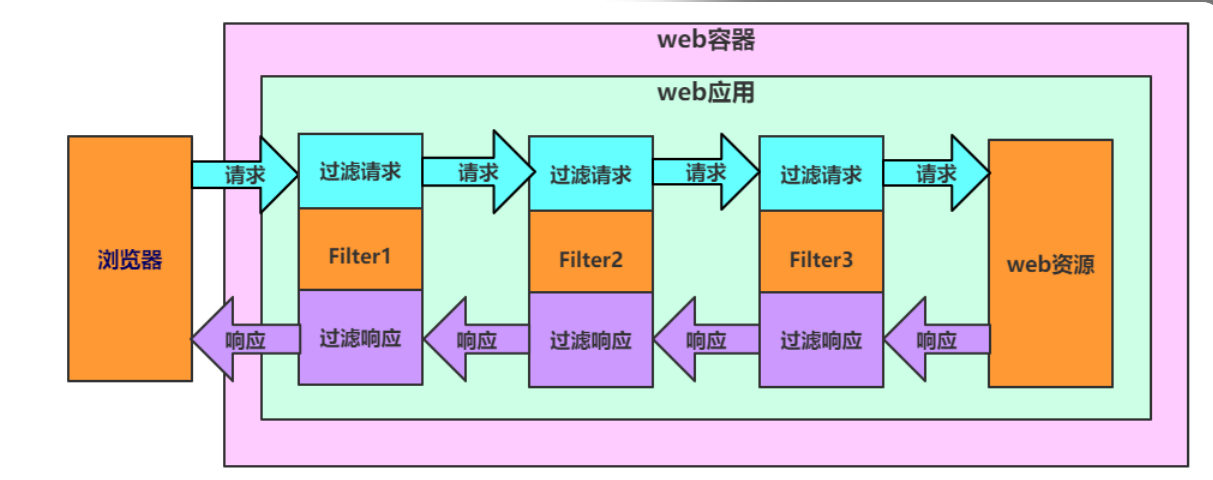 web容器
web应用
请求
过滤请求
请求
过滤请求
请求
过滤请求
请求
浏览器
Filter1
Filter2
Filter3
web资源
响应
过滤响应
响应
过滤响应
响应
过滤响应
响应